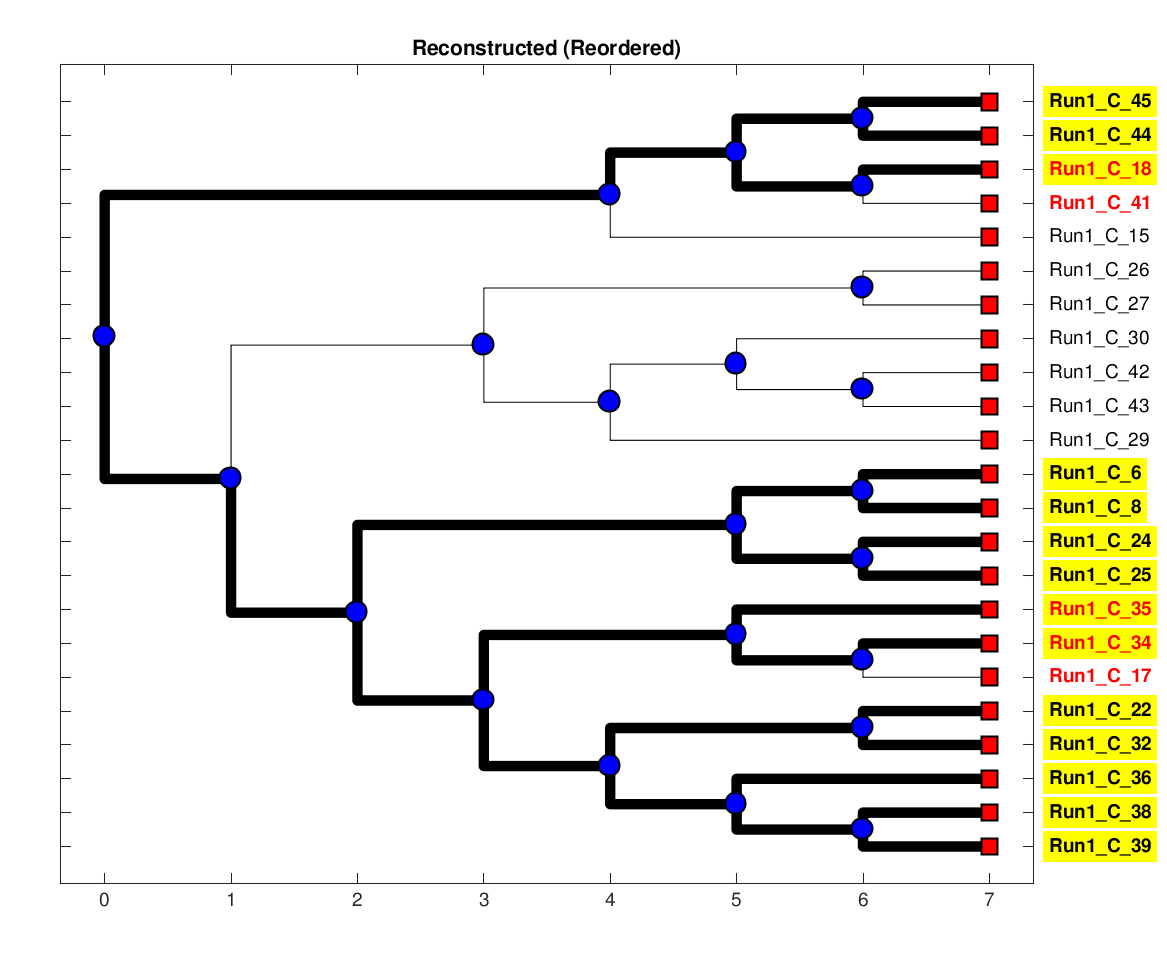 Reconstructed (Reordered)
Run1_C_45
Run1_C_44
Run1_C_18
Run1_C_41
Run1_C_15
Run1_C_26
Run1_C_27
Run1_C_30
Run1_C_42
Run1_C_43
Run1_C_29
Run1_C_6
Run1_C_8
Run1_C_24
Run1_C_25
Run1_C_35
Run1_C_34
Run1_C_17
Run1_C_22
Run1_C_32
Run1_C_36
Run1_C_38
Run1_C_39
0 1 2 3 4 5 6 7